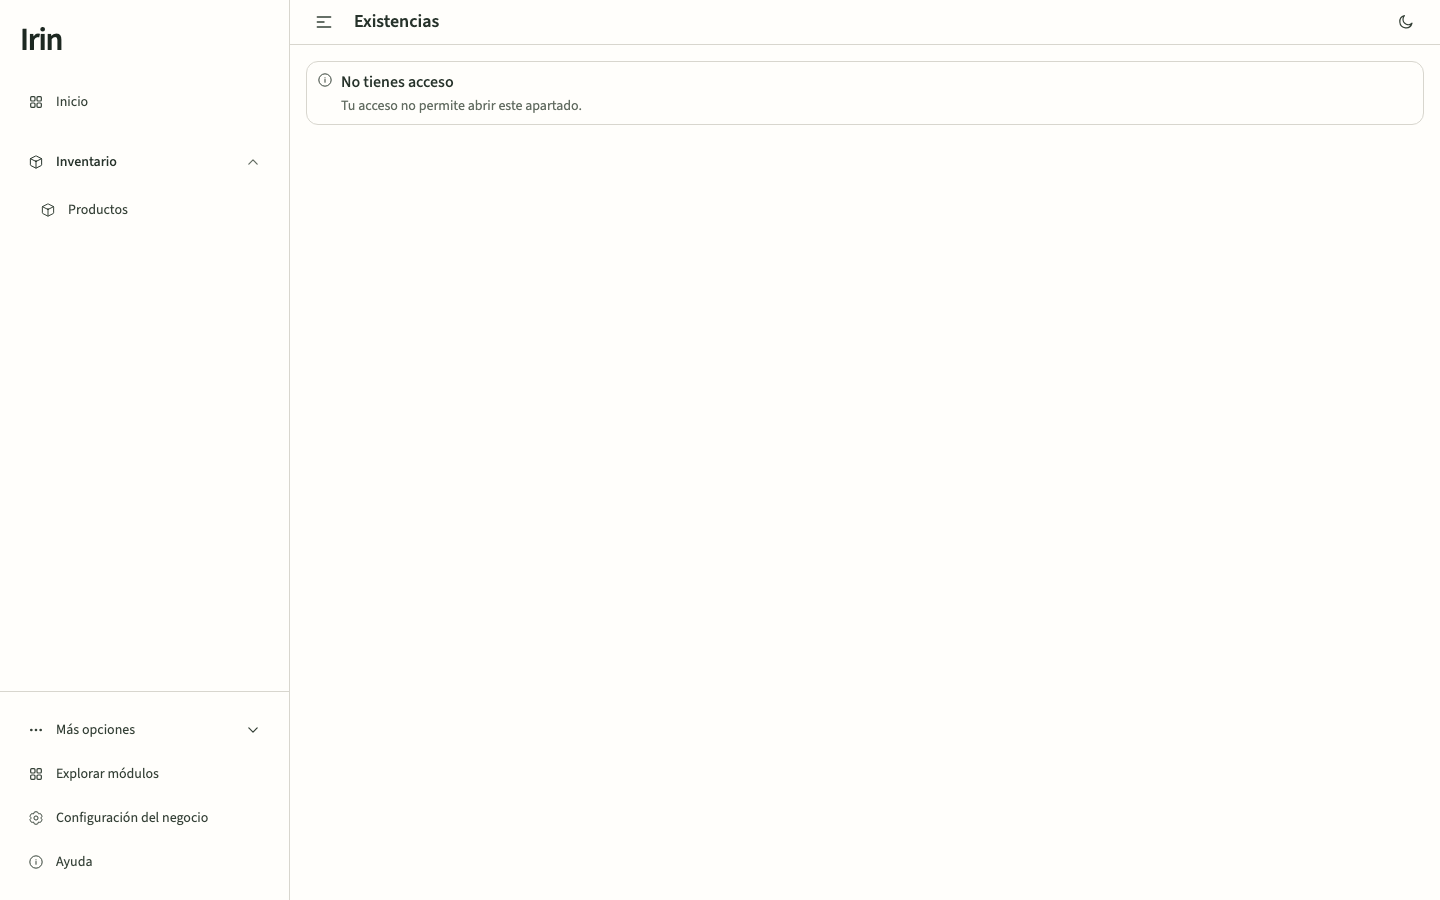 Irin
Inicio
Inventario
Productos
Más opciones
Explorar módulos
Configuración del negocio
Ayuda
Existencias
No tienes acceso
Tu acceso no permite abrir este apartado.